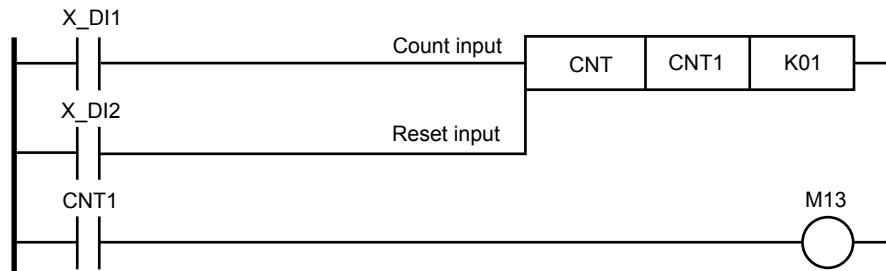 X_DI1
Count input
CNT CNT1 K01
X_DI2
Reset input
CNT1
M13